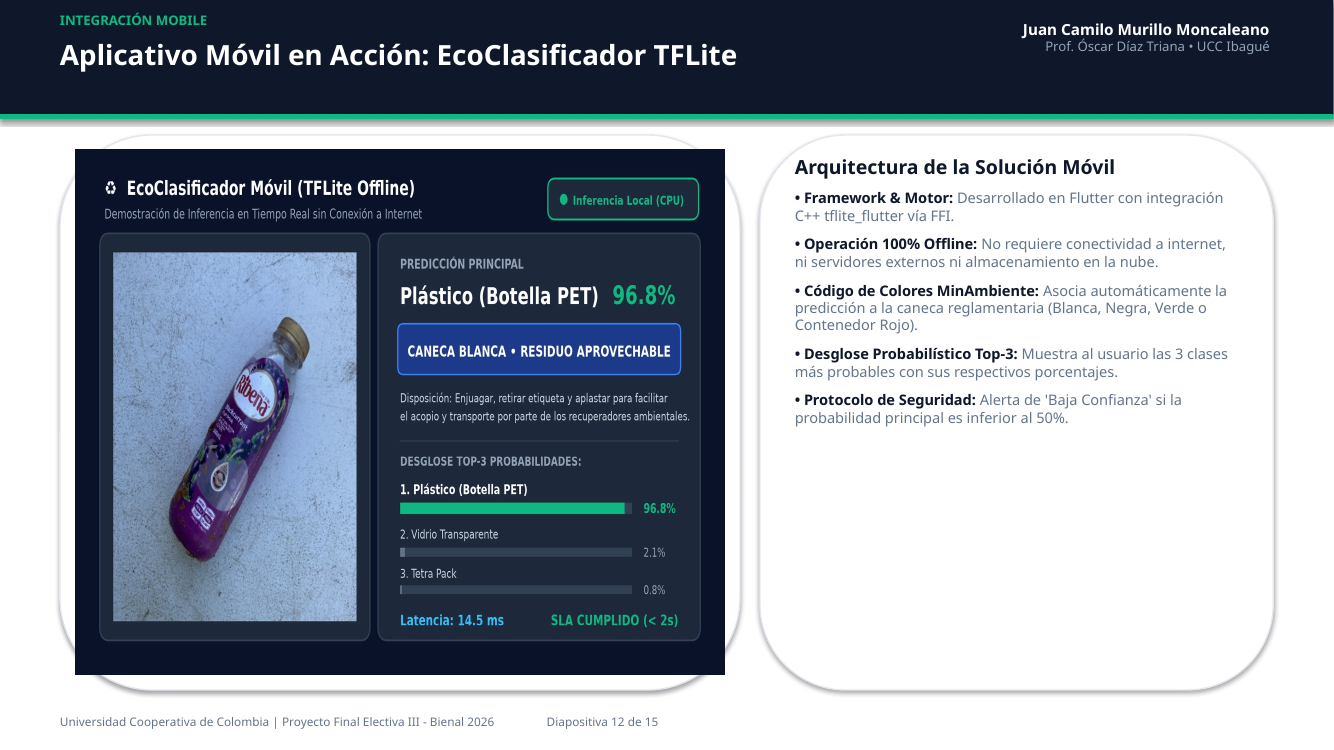 INTEGRACIÓN MOBILE
Aplicativo Móvil en Acción: EcoClasificador TFLite
Juan Camilo Murillo Moncaleano
Prof. Óscar Díaz Triana • UCC Ibagué
♻ EcoClasificador Móvil (TFLite Offline)
Demostración de Inferencia en Tiempo Real sin Conexión a Internet
Inferencia Local (CPU)
Ribena
PREDICCIÓN PRINCIPAL
Plástico (Botella PET) 96.8%
CANECA BLANCA • RESIDUO APROVECHABLE
Disposición: Enjuagar, retirar etiqueta y aplastar para facilitar
el acopio y transporte por parte de los recuperadores ambientales.
DESGLOSE TOP-3 PROBABILIDADES:
1. Plástico (Botella PET)
96.8%
2. Vidrio Transparente
2.1%
3. Tetra Pack
0.8%
Latencia: 14.5 ms
SLA CUMPLIDO (< 2s)
Arquitectura de la Solución Móvil
• Framework & Motor: Desarrollado en Flutter con integración
C++ tflite_flutter vía FFI.
• Operación 100% Offline: No requiere conectividad a internet,
ni servidores externos ni almacenamiento en la nube.
• Código de Colores MinAmbiente: Asocia automáticamente la
predicción a la caneca reglamentaria (Blanca, Negra, Verde o
Contenedor Rojo).
• Desglose Probabilístico Top-3: Muestra al usuario las 3 clases
más probables con sus respectivos porcentajes.
• Protocolo de Seguridad: Alerta de 'Baja Confianza' si la
probabilidad principal es inferior al 50%.
Universidad Cooperativa de Colombia | Proyecto Final Electiva III - Bienal 2026
Diapositiva 12 de 15